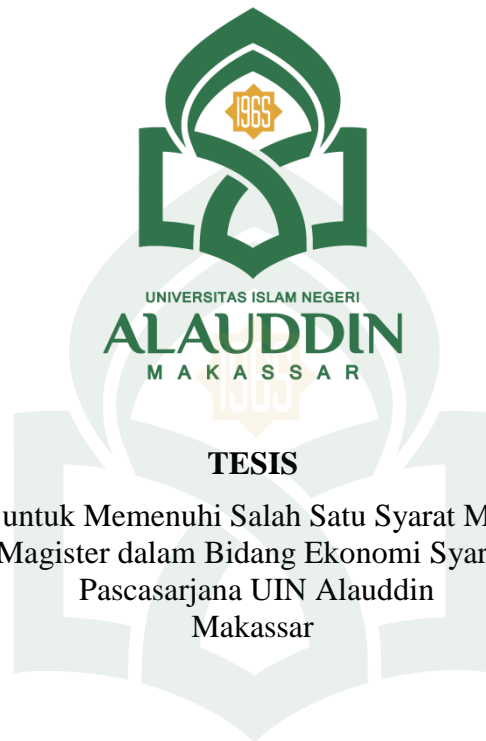 1965
UNIVERSITAS ISLAM NEGERI
ALAUDDIN
MAKASSAR
TESIS
untuk Memenuhi Salah Satu Syarat M
Magister dalam Bidang Ekonomi Syar
Pascasarjana UIN Alauddin
Makassar